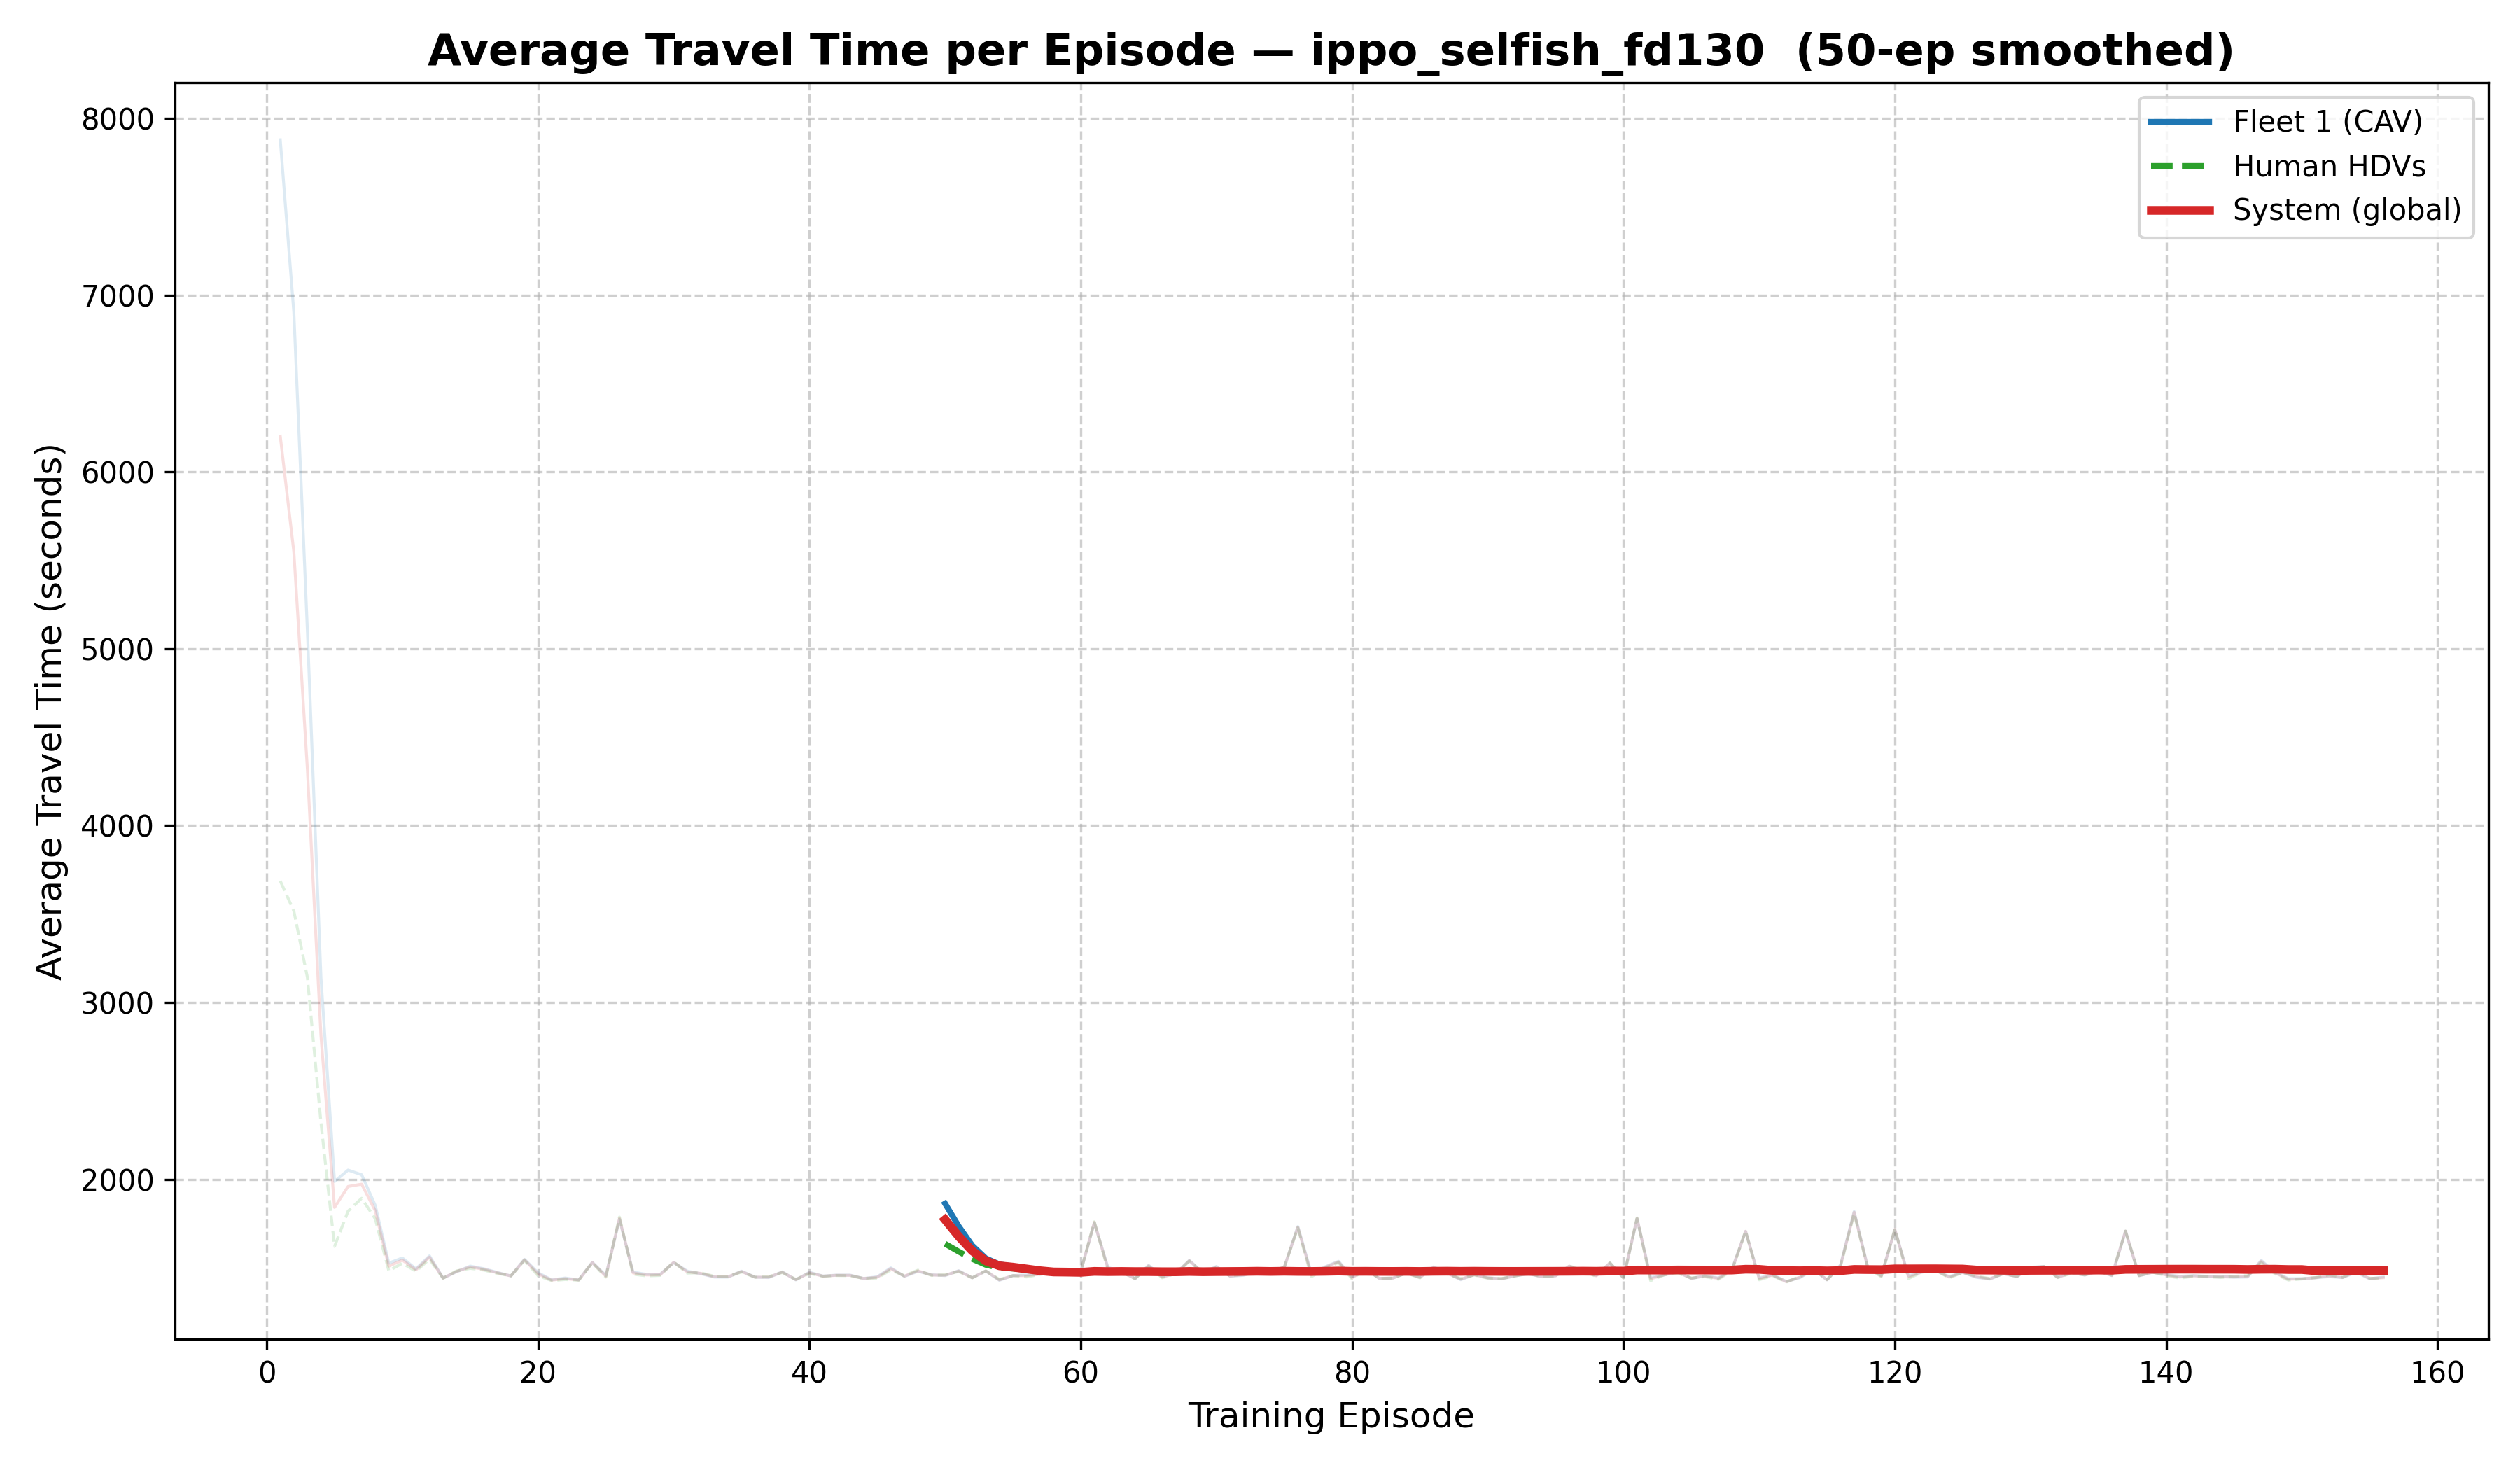 Average Travel Time per Episode — ippo_selfish_fd130  (50-ep smoothed)
Fleet 1 (CAV)
Human HDVs
System (global)
Average Travel Time (seconds)
8000
7000
6000
5000
4000
3000
2000
0
20
40
60
80
100
120
140
160
Training Episode